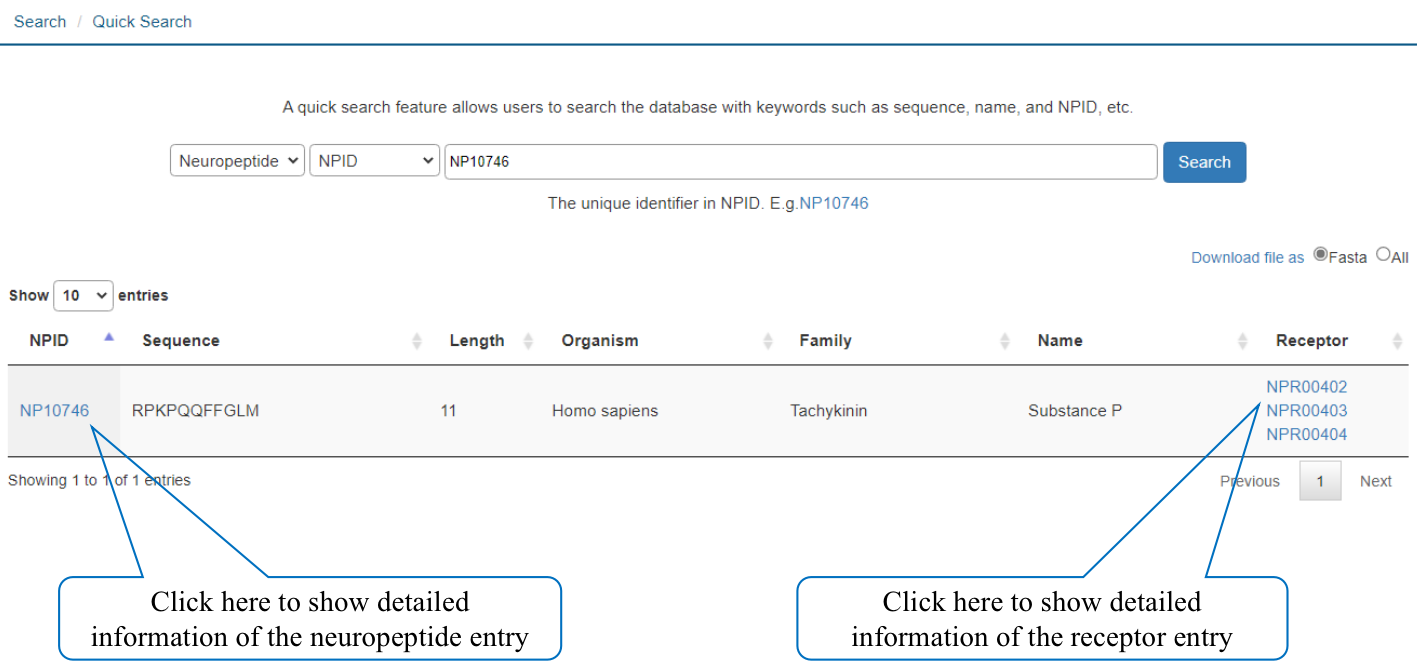 Search / Quick Search
A quick search feature allows users to search the database with keywords such as sequence, name, and NPID, etc.
Neuropeptide NPID NP10746 Search
The unique identifier in NPID. E.g.NP10746
Download file as Fasta All
Show 10 entries
NPID Sequence Length Organism Family Name Receptor
NPR00402
NP10746 RPKPQQFFGLM 11 Homo sapiens Tachykinin Substance P NPR00403
NPR00404
Showing 1 to 1 of 1 entries Previous 1 Next
Click here to show detailed
information of the neuropeptide entry
Click here to show detailed
information of the receptor entry